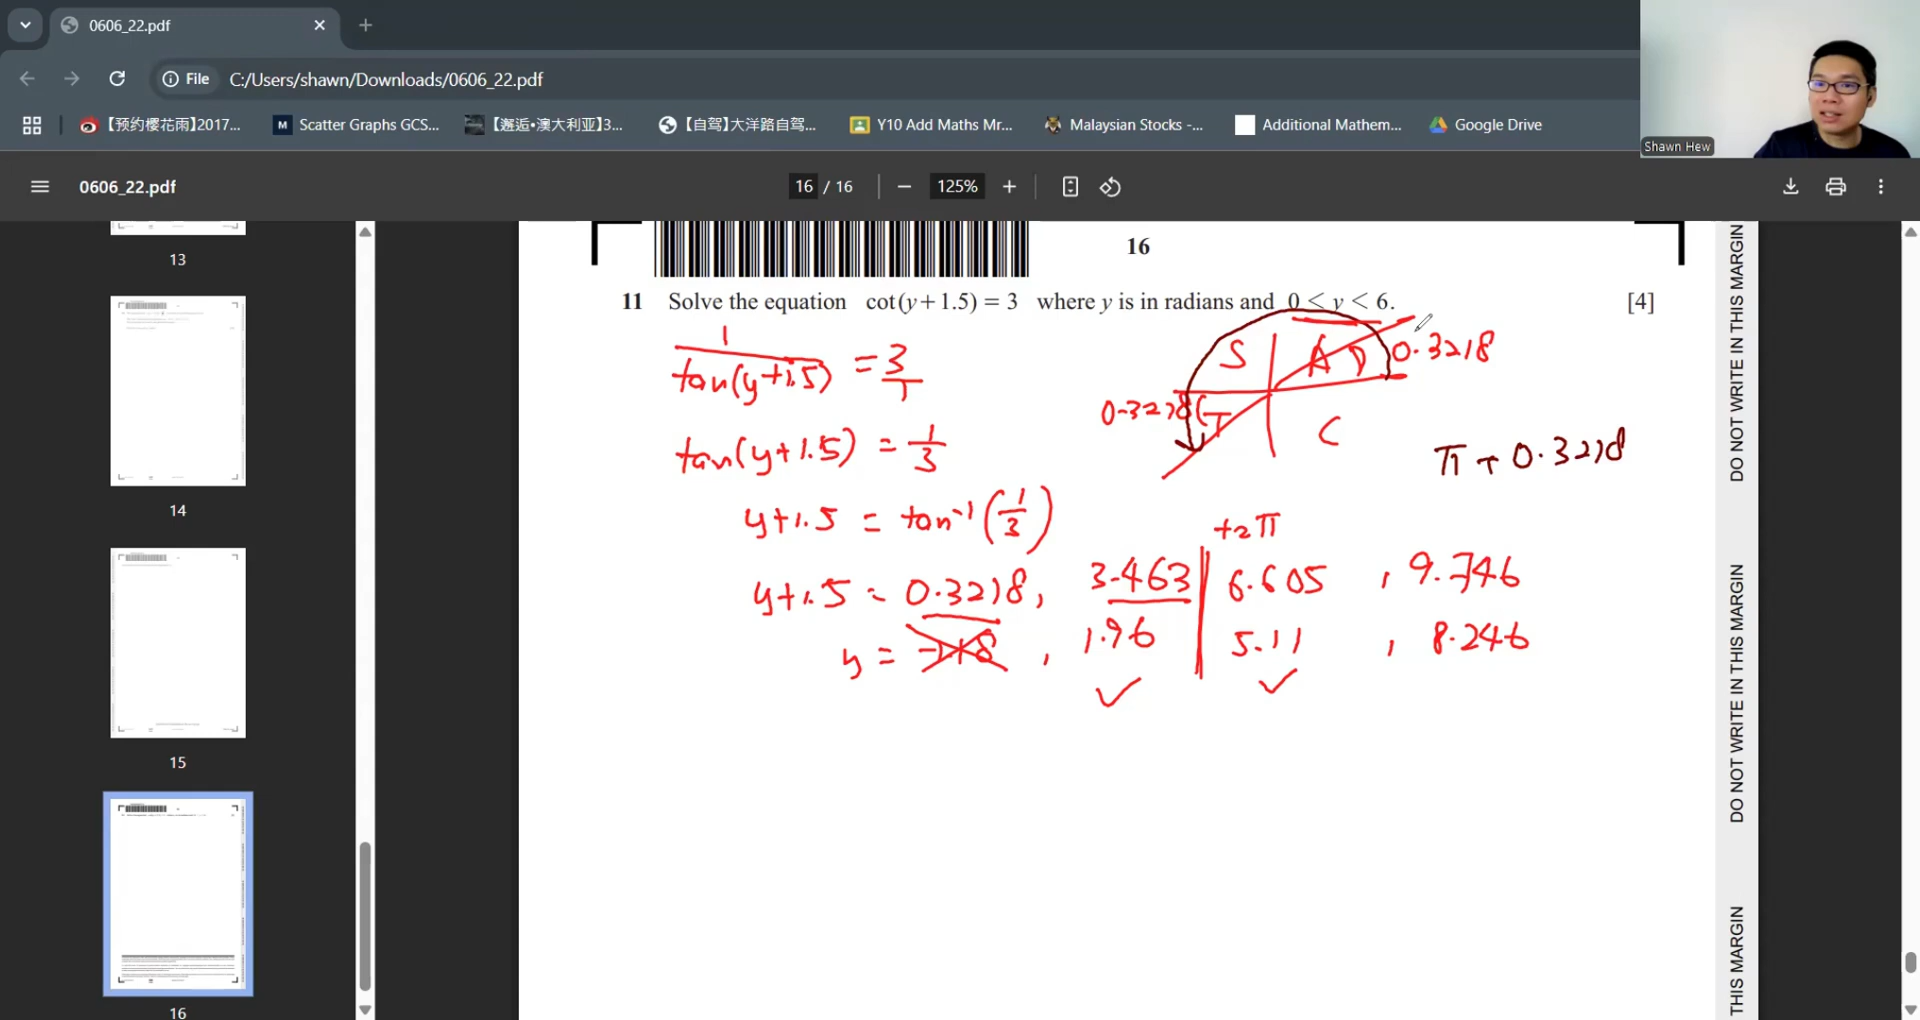 0606_22.pdf
File C:/Users/shawn/Downloads/0606_22.pdf
【预约樱花雨】2017...
M Scatter Graphs GCS...
【邂逅•澳大利亚】3...
【自驾】大洋路自驾...
Y10 Add Maths Mr...
Malaysian Stocks -...
Additional Mathem...
Google Drive
Shawn Hew
0606_22.pdf
16 / 16
125%
13
14
15
16
16
11 Solve the equation cot(y+1.5) = 3 where y is in radians and 0 < y < 6. [4]
1/tan(y+1.5) = 3/1
S A D 0.3218
0.3218 T C
tan(y+1.5) = 1/3
π + 0.3218
y+1.5 = tan⁻¹(1/3)
+2π
y+1.5 = 0.3218, 3.463 6.605 , 9.746
y = -1.18 , 1.96 5.11 , 8.246
DO NOT WRITE IN THIS MARGIN
DO NOT WRITE IN THIS MARGIN
THIS MARGIN